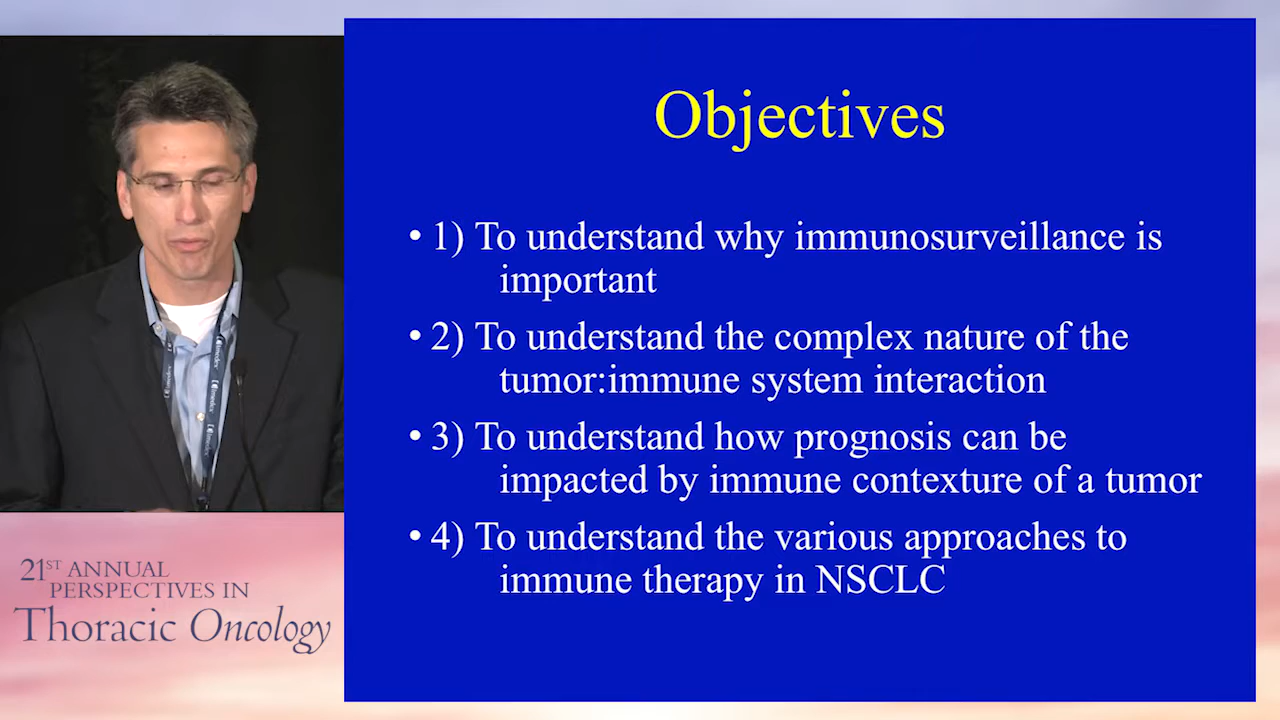 Objectives
• 1) To understand why immunosurveillance is
important
• 2) To understand the complex nature of the
tumor:immune system interaction
• 3) To understand how prognosis can be
impacted by immune contexture of a tumor
• 4) To understand the various approaches to
immune therapy in NSCLC
21ST ANNUAL
PERSPECTIVES IN
Thoracic Oncology